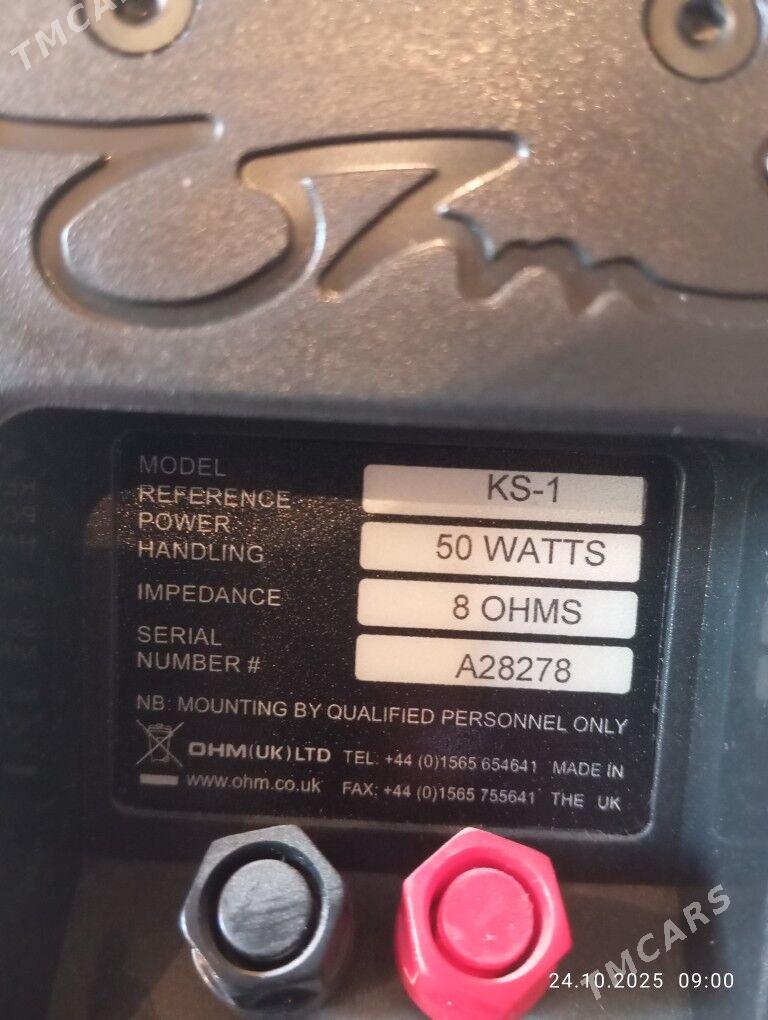 TMCARS
Ohm
MODEL KS-1
REFERENCE
POWER
HANDLING 50 WATTS
IMPEDANCE 8 OHMS
SERIAL
NUMBER # A28278
NB: MOUNTING BY QUALIFIED PERSONNEL ONLY
OHM(UK)LTD TEL: +44 (0)1565 654641 MADE IN
www.ohm.co.uk FAX: +44 (0)1565 755641 THE UK
TMCARS
24.10.2025 09:00